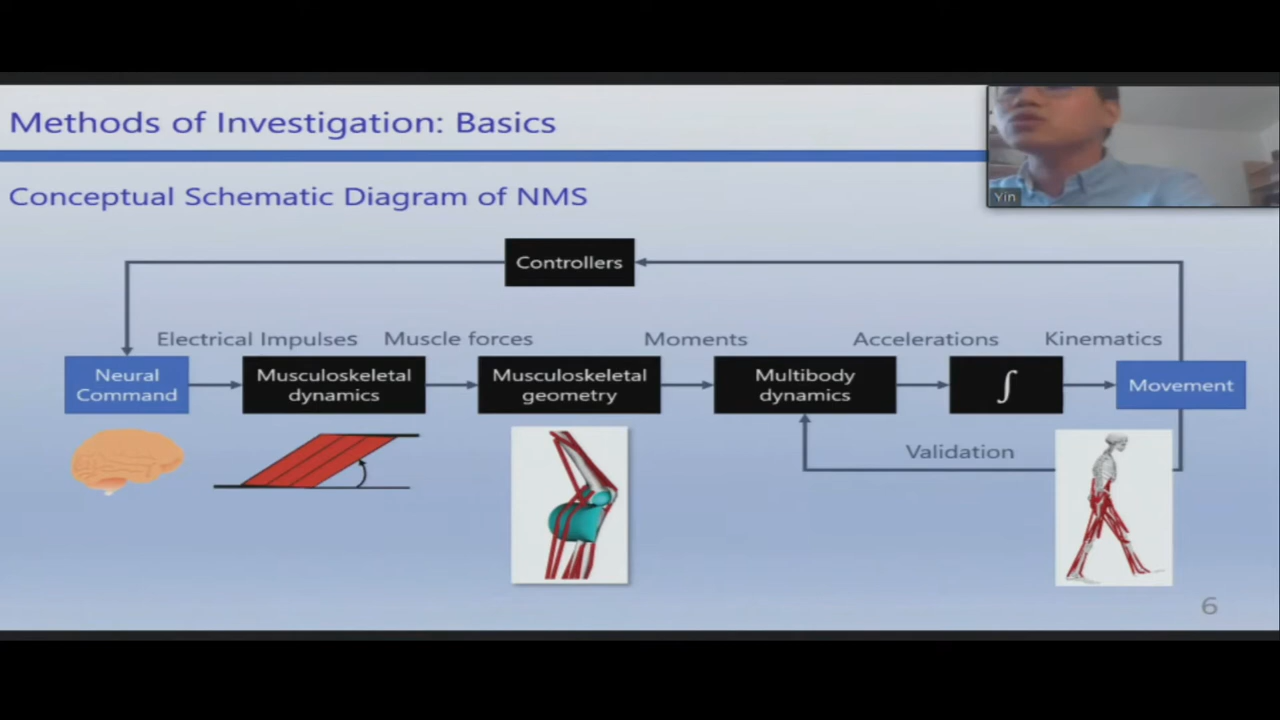 Methods of Investigation: Basics
Yin
Conceptual Schematic Diagram of NMS
Controllers
Electrical Impulses
Muscle forces
Moments
Accelerations
Kinematics
Neural
Command
Musculoskeletal
dynamics
Musculoskeletal
geometry
Multibody
dynamics
∫
Movement
Validation
6